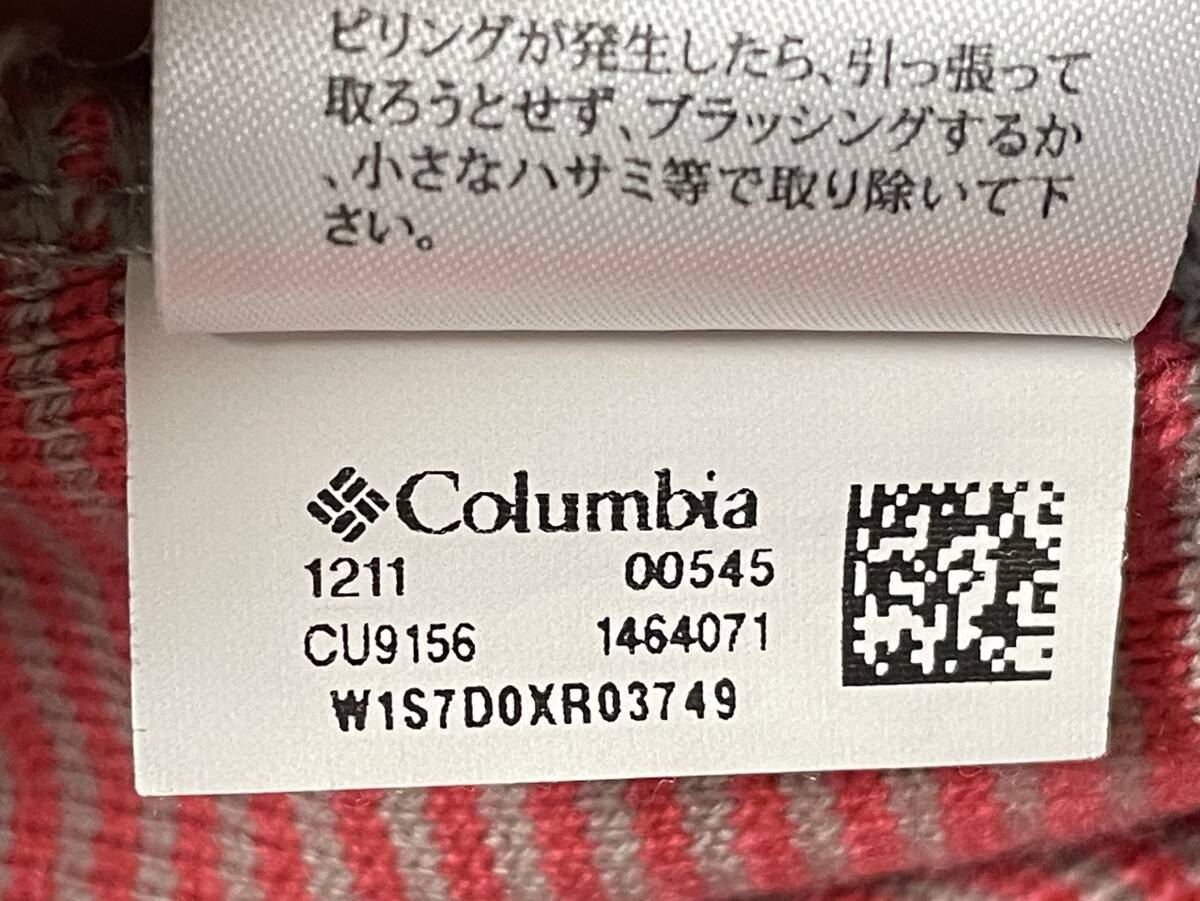 ピリングが発生したら、引っ張って
取ろうとせず、ブラッシングするか
、小さなハサミ等で取り除いて下
さい。
Columbia
1211 00545
CU9156 1464071
W1S7D0XR03749